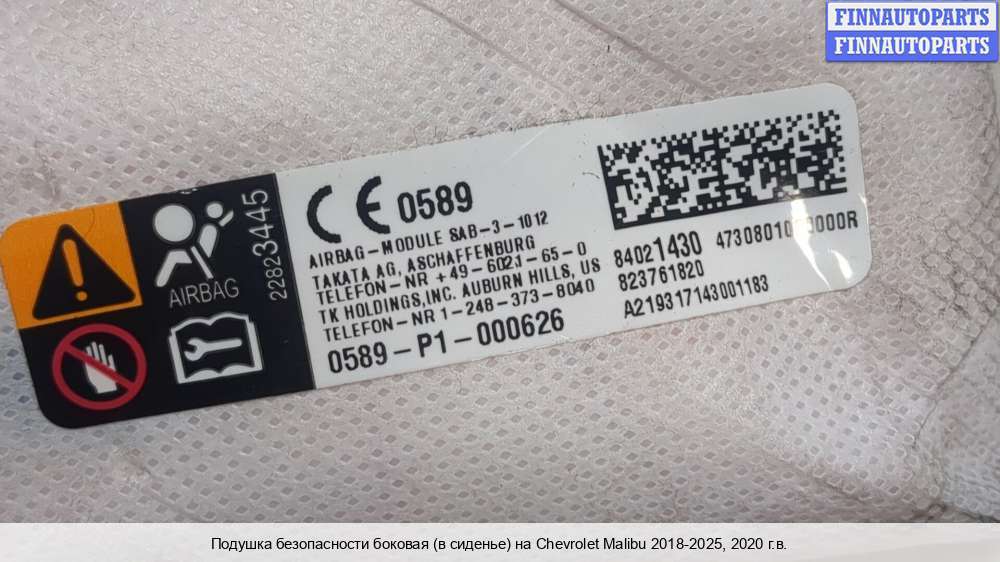 FINNAUTOPARTS
FINNAUTOPARTS
AIRBAG
22823445
CE 0589
AIRBAG-MODULE SAB-3-1012
TAKATA AG, ASCHAFFENBURG
TELEFON-NR +49-6021-65-0
TK HOLDINGS,INC. AUBURN HILLS, US
TELEFON-NR 1-248-373-8040
0589-P1-000626
84021430
823761820
A219317143001183
Подушка безопасности боковая (в сиденье) на Chevrolet Malibu 2018-2025, 2020 г.в.